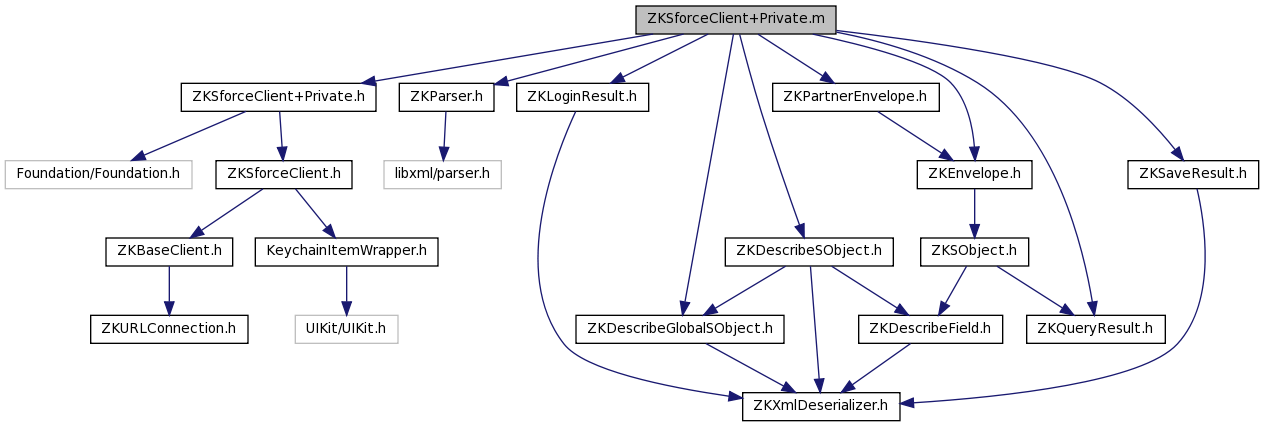 ZKSforceClient+Private.m
ZKSforceClient+Private.h
ZKParser.h
ZKLoginResult.h
ZKPartnerEnvelope.h
Foundation/Foundation.h
ZKSforceClient.h
libxml/parser.h
ZKEnvelope.h
ZKSaveResult.h
ZKBaseClient.h
KeychainItemWrapper.h
ZKDescribeSObject.h
ZKSObject.h
ZKURLConnection.h
UIKit/UIKit.h
ZKDescribeGlobalSObject.h
ZKDescribeField.h
ZKQueryResult.h
ZKXmlDeserializer.h